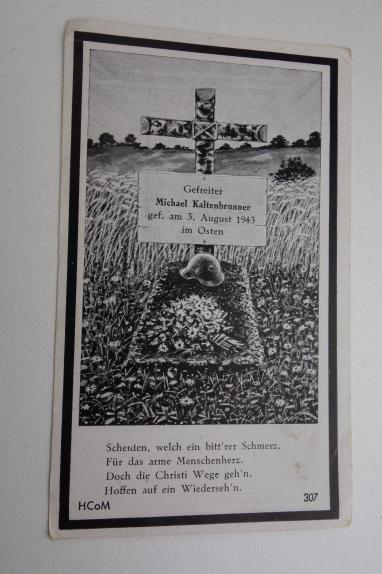 Gefreiter
Michael Kaltenbrunner
gef. am 3. August 1943
im Osten
Scheiden, welch ein bitt'rer Schmerz,
Für das arme Menschenherz.
Doch die Christi Wege geh'n,
Hoffen auf ein Wiederseh'n.
HCoM 307